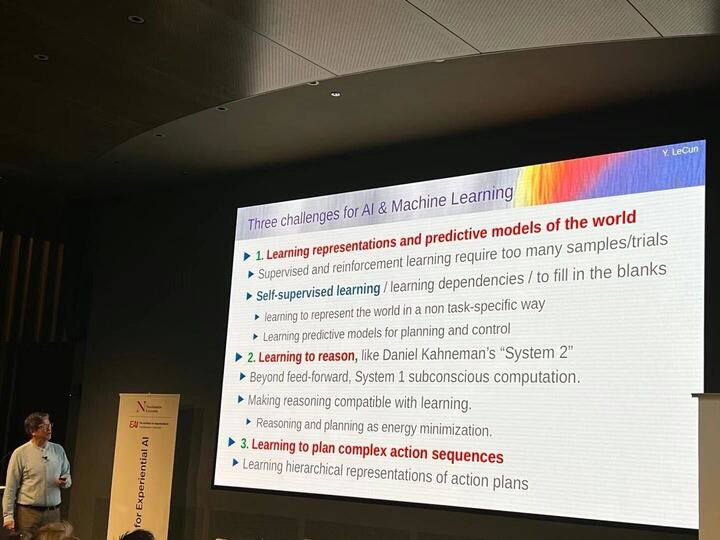 Y. LeCun
Three challenges for AI & Machine Learning
1. Learning representations and predictive models of the world
Supervised and reinforcement learning require too many samples/trials
Self-supervised learning / learning dependencies / to fill in the blanks
learning to represent the world in a non task-specific way
Learning predictive models for planning and control
2. Learning to reason, like Daniel Kahneman's “System 2”
Beyond feed-forward, System 1 subconscious computation.
Making reasoning compatible with learning.
Reasoning and planning as energy minimization.
3. Learning to plan complex action sequences
Learning hierarchical representations of action plans
N
Northeastern
University
EAI
for Experiential AI